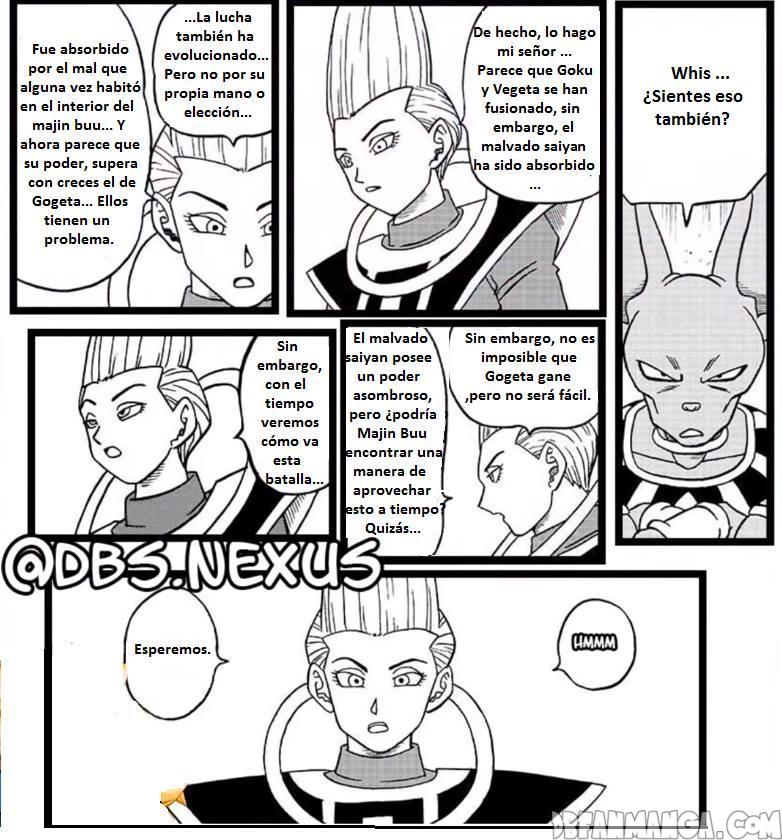 Whis ...
¿Sientes eso
también?
De hecho, lo hago
mi señor ...
Parece que Goku
y Vegeta se han
fusionado, sin
embargo, el
malvado saiyan
ha sido absorbido
...
...La lucha
también ha
evolucionado...
Pero no por su
propia mano o
elección...
Fue absorbido
por el mal que
alguna vez habitó
en el interior del
majin buu... Y
ahora parece que
su poder, supera
con creces el de
Gogeta... Ellos
tienen un
problema.
Sin embargo, no es
imposible que
Gogeta gane
,pero no será fácil.
El malvado
saiyan posee
un poder
asombroso,
pero ¿podría
Majin Buu
encontrar una
manera de
aprovechar
esto a tiempo?
Quizás...
Sin
embargo,
con el
tiempo
veremos
cómo va
esta
batalla...
@DBS.NEXUS
HMMM
Esperemos.
DBFANMANGA.COM